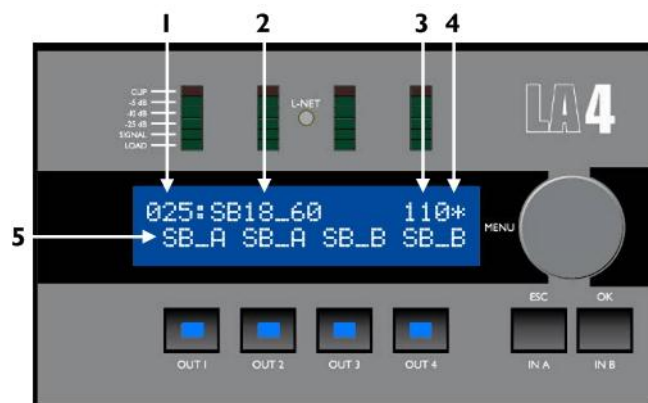 1 2 3 4
CLIP
-5 dB
-10 dB
-25 dB
SIGNAL
LOAD
L-NET
LA4
025:SB18_60 110*
5
SB_A SB_A SB_B SB_B
MENU
ESC OK
OUT 1 OUT 2 OUT 3 OUT 4 IN A IN B